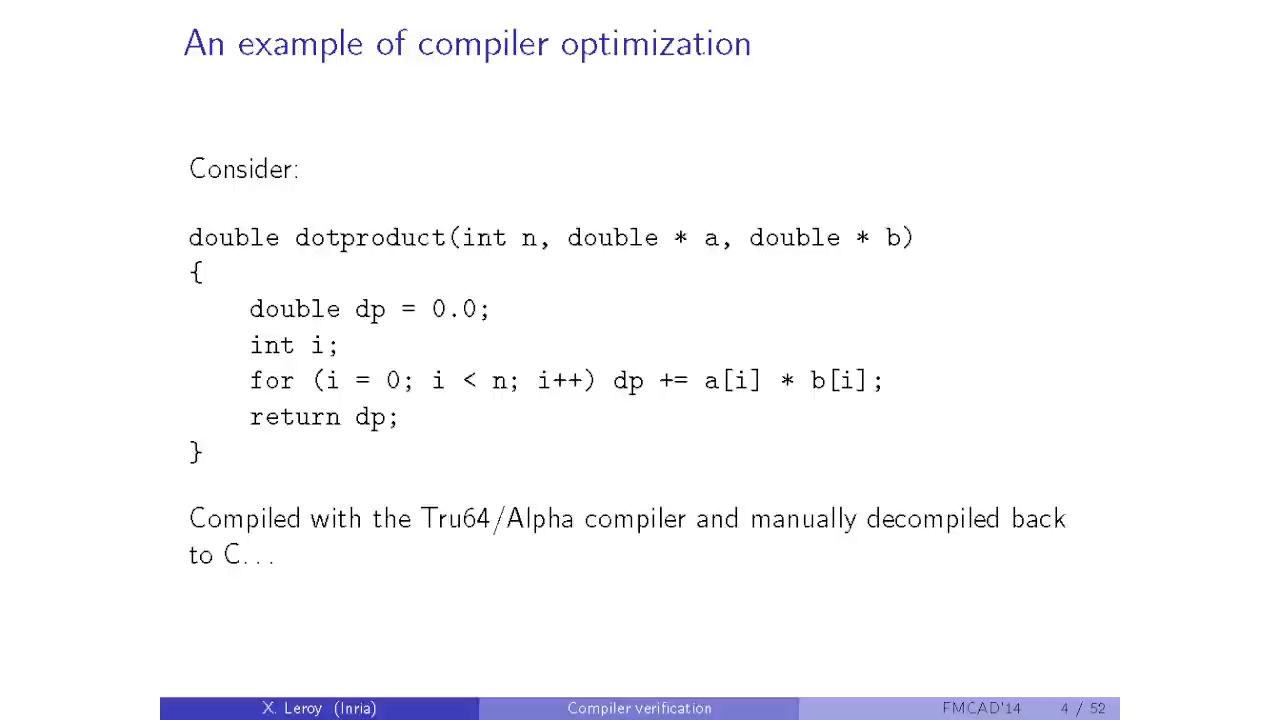 An example of compiler optimization
Consider:
double dotproduct(int n, double * a, double * b)
{
    double dp = 0.0;
    int i;
    for (i = 0; i < n; i++) dp += a[i] * b[i];
    return dp;
}
Compiled with the Tru64/Alpha compiler and manually decompiled back
to C...
X. Leroy (Inria) Compiler verification FMCAD'14 4 / 52